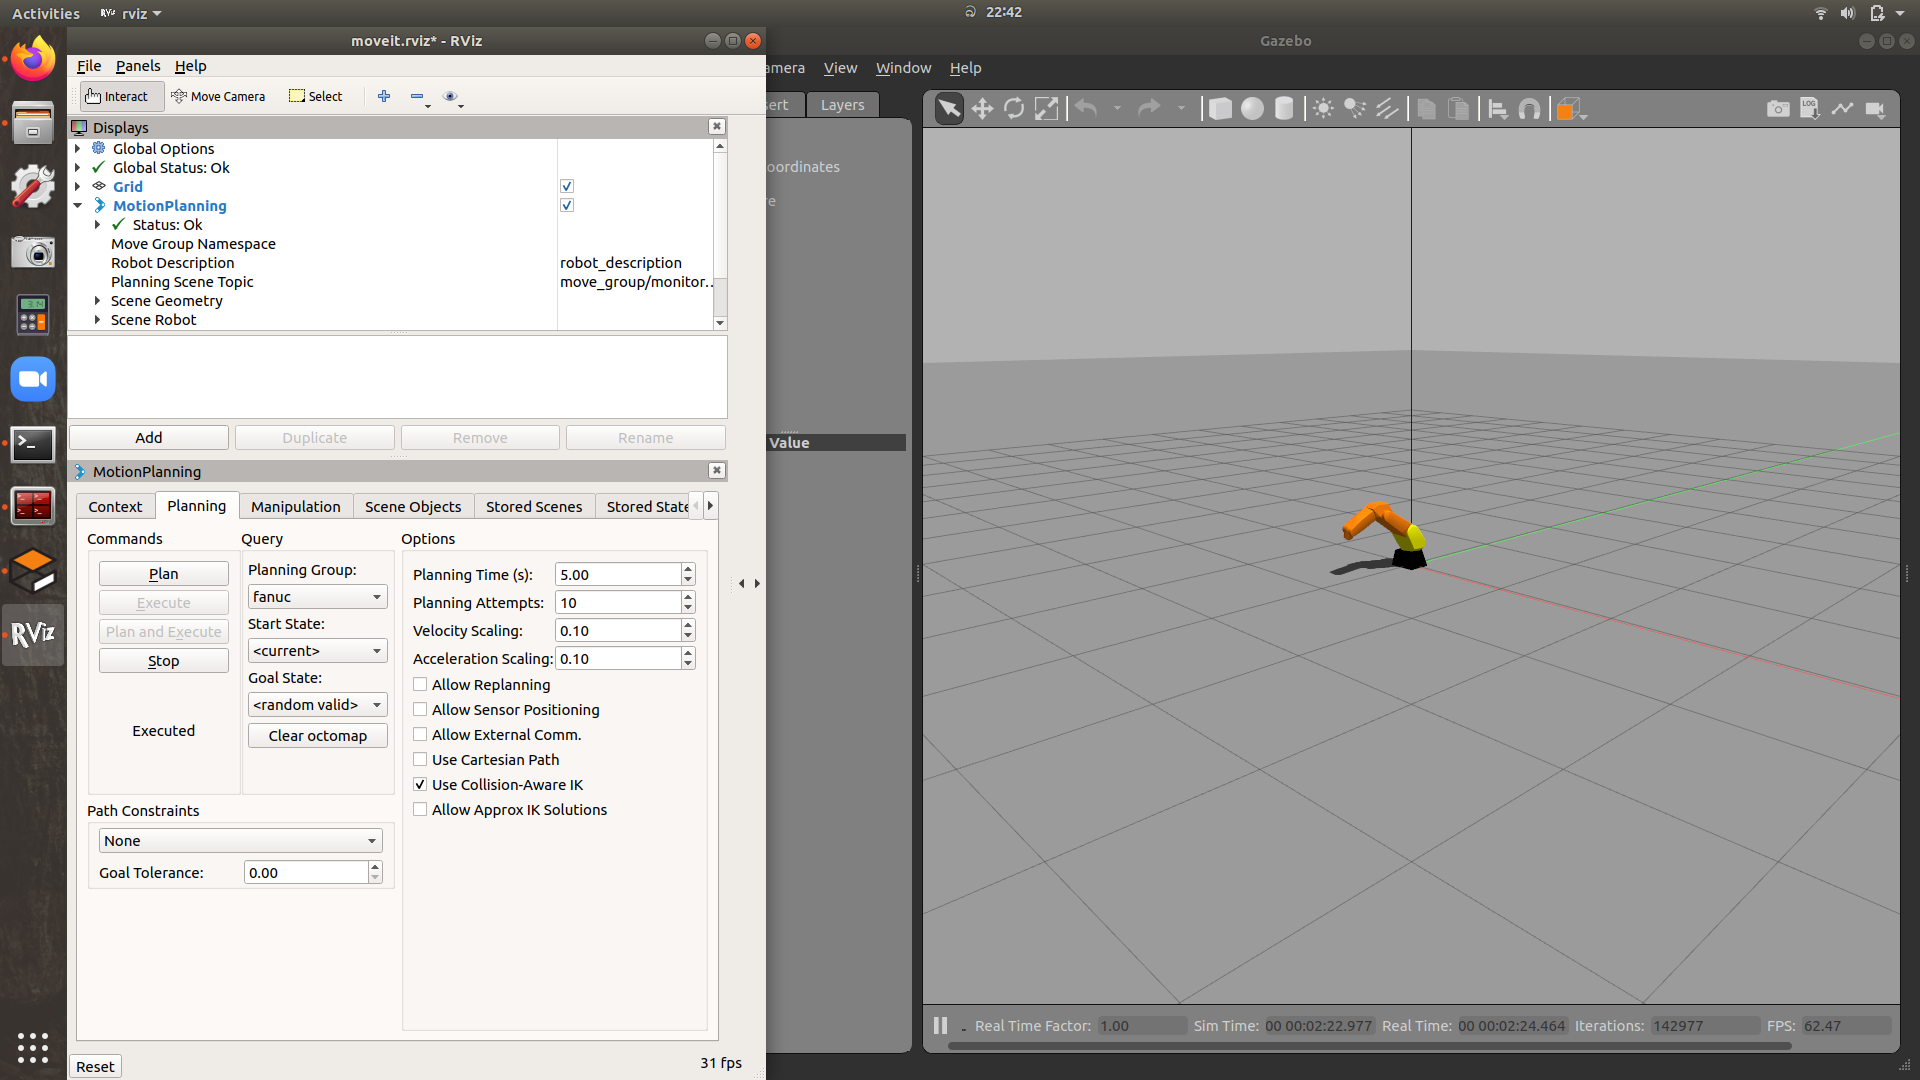 Activities
rviz
22:42
moveit.rviz* - RViz
File Panels Help
Interact Move Camera Select
Displays
Global Options
Global Status: Ok
Grid
MotionPlanning
Status: Ok
Move Group Namespace
Robot Description robot_description
Planning Scene Topic move_group/monitor...
Scene Geometry
Scene Robot
Add Duplicate Remove Rename
MotionPlanning
Context Planning Manipulation Scene Objects Stored Scenes Stored State
Commands
Plan
Execute
Plan and Execute
Stop
Executed
Query
Planning Group:
fanuc
Start State:
<current>
Goal State:
<random valid>
Clear octomap
Options
Planning Time (s): 5.00
Planning Attempts: 10
Velocity Scaling: 0.10
Acceleration Scaling: 0.10
Allow Replanning
Allow Sensor Positioning
Allow External Comm.
Use Cartesian Path
Use Collision-Aware IK
Allow Approx IK Solutions
Path Constraints
None
Goal Tolerance: 0.00
Reset
31 fps
RViz
Gazebo
amera View Window Help
ert Layers
oordinates
re
Value
LOG
Real Time Factor: 1.00 Sim Time: 00 00:02:22.977 Real Time: 00 00:02:24.464 Iterations: 142977 FPS: 62.47